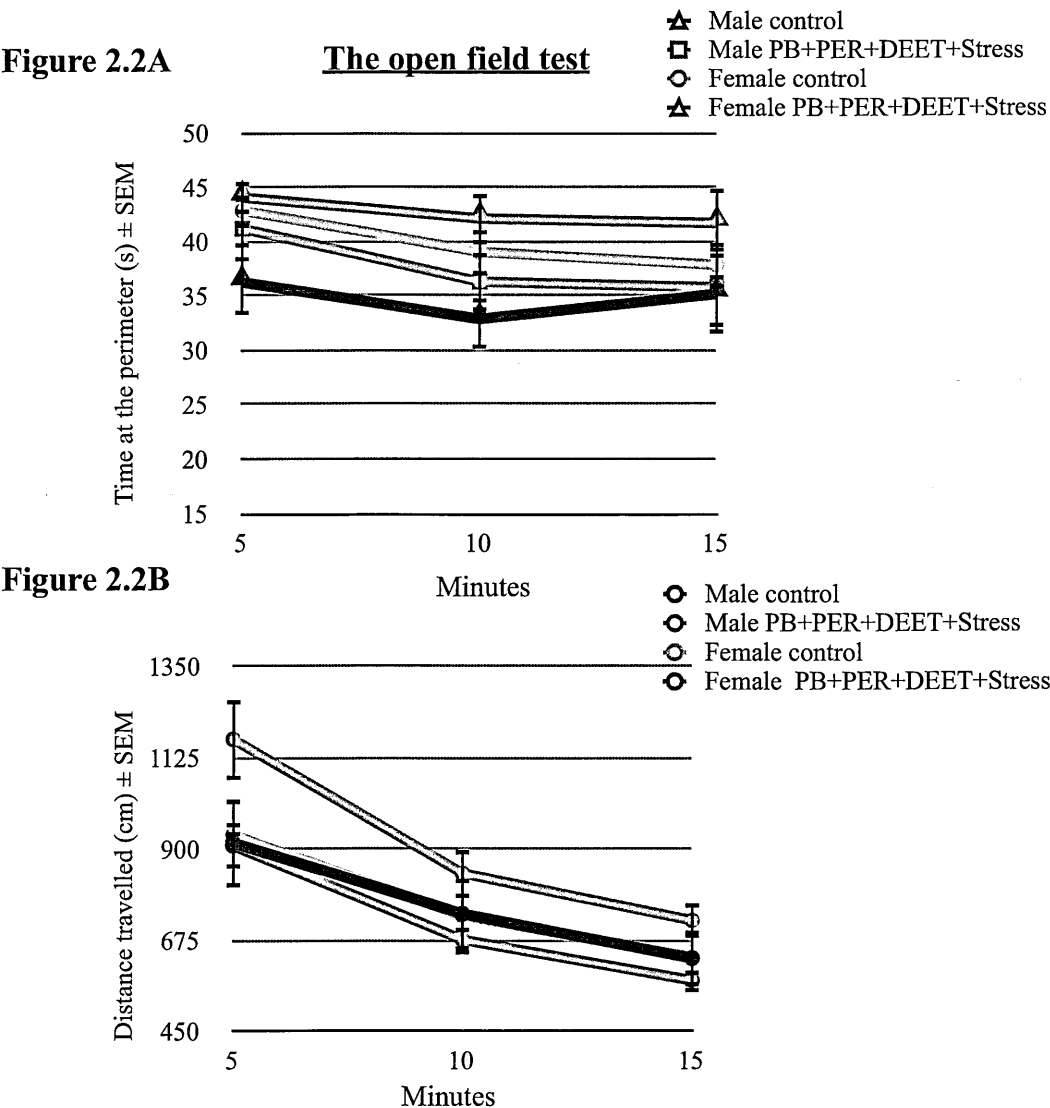 Figure 2.2A
The open field test
Male control
Male PB+PER+DEET+Stress
Female control
Female PB+PER+DEET+Stress
Time at the perimeter (s) ± SEM
50
45
40
35
30
25
20
15
5 10 15
Minutes
Figure 2.2B
Male control
Male PB+PER+DEET+Stress
Female control
Female PB+PER+DEET+Stress
Distance travelled (cm) ± SEM
1350
1125
900
675
450
5 10 15
Minutes